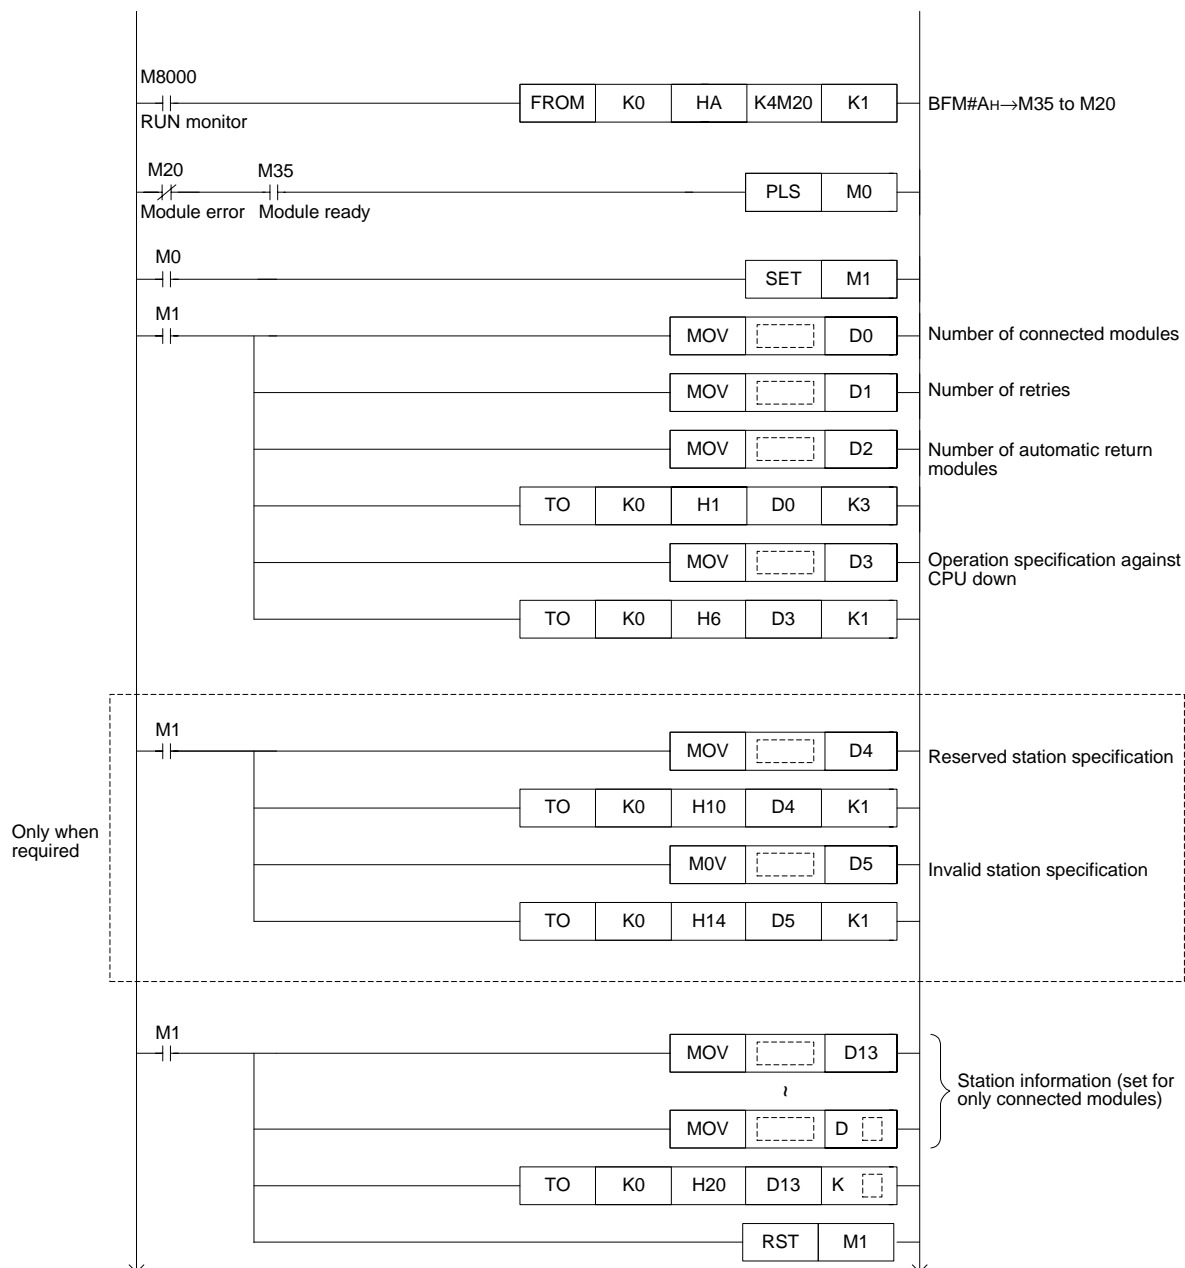 M8000
FROM K0 HA K4M20 K1 BFM#AH→M35 to M20
RUN monitor
M20 M35
PLS M0
Module error Module ready
M0
SET M1
M1
MOV D0 Number of connected modules
MOV D1 Number of retries
MOV D2 Number of automatic return
modules
TO K0 H1 D0 K3
MOV D3 Operation specification against
CPU down
TO K0 H6 D3 K1
M1
MOV D4 Reserved station specification
TO K0 H10 D4 K1
Only when
required
M0V D5 Invalid station specification
TO K0 H14 D5 K1
M1
MOV D13
Station information (set for
only connected modules)
~
MOV D
TO K0 H20 D13 K
RST M1